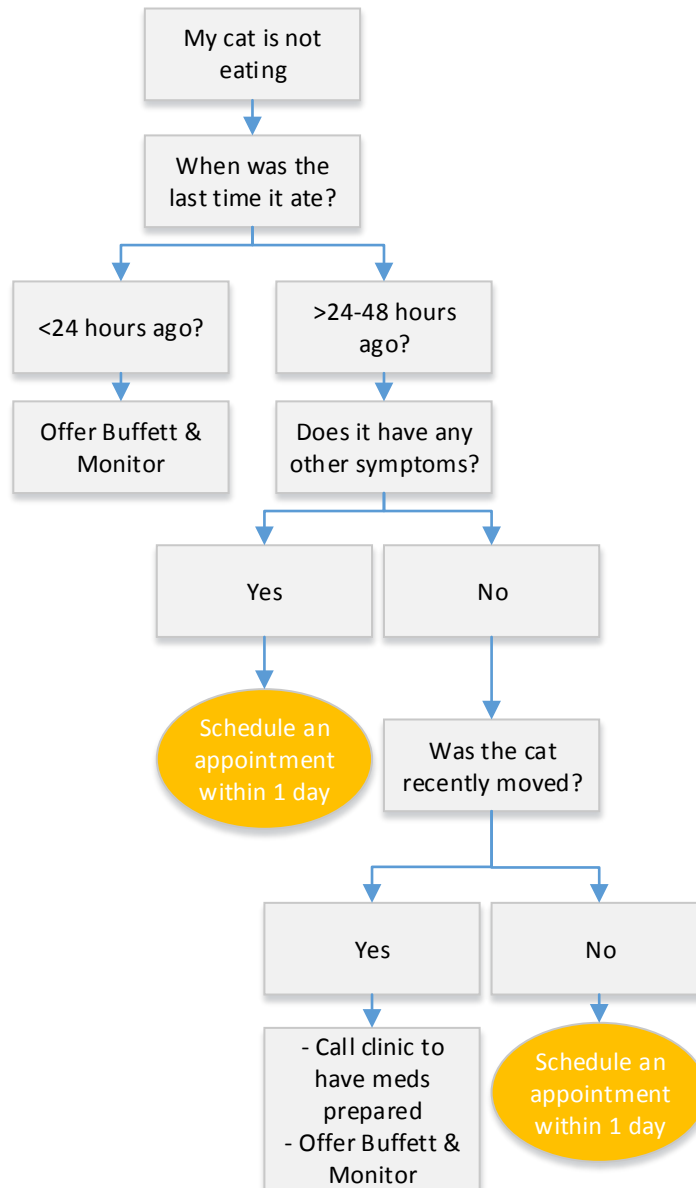 My cat is not
eating
When was the
last time it ate?
<24 hours ago?
>24-48 hours
ago?
Offer Buffett &
Monitor
Does it have any
other symptoms?
Yes
No
Schedule an
appointment
within 1 day
Was the cat
recently moved?
Yes
No
- Call clinic to
have meds
prepared
- Offer Buffett &
Monitor
Schedule an
appointment
within 1 day